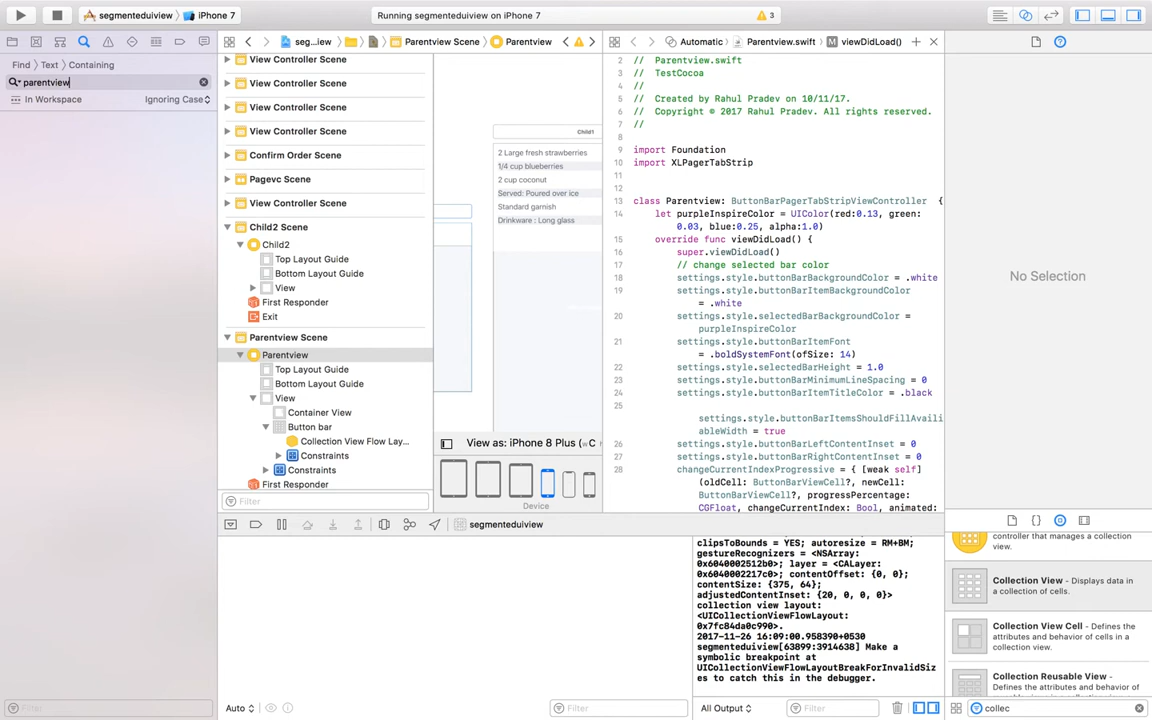 segmenteduiview
iPhone 7
Running segmenteduiview on iPhone 7
3
seg...iew
Parentview Scene
Parentview
Automatic
Parentview.swift
M viewDidLoad()
Find
Text
Containing
parentview
In Workspace
Ignoring Case
View Controller Scene
View Controller Scene
View Controller Scene
View Controller Scene
Confirm Order Scene
Pagevc Scene
View Controller Scene
Child2 Scene
Child2
Top Layout Guide
Bottom Layout Guide
View
First Responder
Exit
Parentview Scene
Parentview
Top Layout Guide
Bottom Layout Guide
View
Container View
Button bar
Collection View Flow Lay...
Constraints
Constraints
First Responder
Filter
Child1
2 Large fresh strawberries
1/4 cup blueberries
2 cup coconut
Served: Poured over ice
Standard garnish
Drinkware : Long glass
View as: iPhone 8 Plus (wC
Device
2 // Parentview.swift
3 // TestCocoa
4 //
5 // Created by Rahul Pradev on 10/11/17.
6 // Copyright © 2017 Rahul Pradev. All rights reserved.
7 //
8
9 import Foundation
10 import XLPagerTabStrip
11
12
13 class Parentview: ButtonBarPagerTabStripViewController {
14 let purpleInspireColor = UIColor(red:0.13, green:
0.03, blue:0.25, alpha:1.0)
15 override func viewDidLoad() {
16 super.viewDidLoad()
17 // change selected bar color
18 settings.style.buttonBarBackgroundColor = .white
19 settings.style.buttonBarItemBackgroundColor
= .white
20 settings.style.selectedBarBackgroundColor =
purpleInspireColor
21 settings.style.buttonBarItemFont
= .boldSystemFont(ofSize: 14)
22 settings.style.selectedBarHeight = 1.0
23 settings.style.buttonBarMinimumLineSpacing = 0
24 settings.style.buttonBarItemTitleColor = .black
25
settings.style.buttonBarItemsShouldFillAvaili
ableWidth = true
26 settings.style.buttonBarLeftContentInset = 0
27 settings.style.buttonBarRightContentInset = 0
28 changeCurrentIndexProgressive = { [weak self]
(oldCell: ButtonBarViewCell?, newCell:
ButtonBarViewCell?, progressPercentage:
CGFloat, changeCurrentIndex: Bool, animated:
No Selection
segmenteduiview
clipsToBounds = YES; autoresize = RM+BM;
gestureRecognizers = <NSArray:
0x6040002512b0>; layer = <CALayer:
0x6040002217c0>; contentOffset: {0, 0};
contentSize: {375, 64};
adjustedContentInset: {20, 0, 0, 0}>
collection view layout:
<UICollectionViewFlowLayout:
0x7fc84da0c990>.
2017-11-26 16:09:00.958390+0530
segmenteduiview[63899:3914638] Make a
symbolic breakpoint at
UICollectionViewFlowLayoutBreakForInvalidSiz
es to catch this in the debugger.
controller that manages a collection
view.
Collection View - Displays data
in a collection of cells.
Collection View Cell - Defines the
attributes and behavior of cells in a
collection view.
Collection Reusable View -
Defines the attributes and behavior of
Filter
Auto
Filter
All Output
Filter
collec